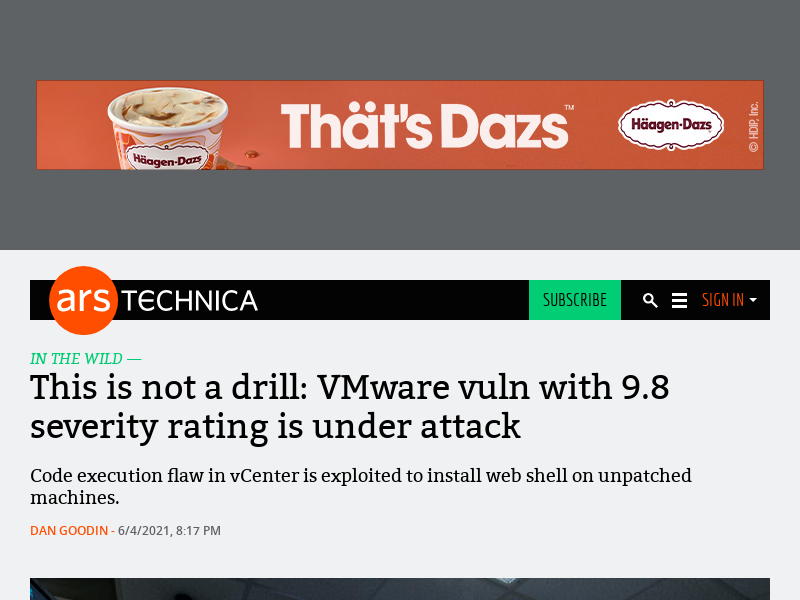 Häagen-Dazs
Thät's Dazs™
Häagen-Dazs
© HDIP, Inc.
ars TECHNICA
SUBSCRIBE
SIGN IN
IN THE WILD —
This is not a drill: VMware vuln with 9.8
severity rating is under attack
Code execution flaw in vCenter is exploited to install web shell on unpatched
machines.
DAN GOODIN - 6/4/2021, 8:17 PM